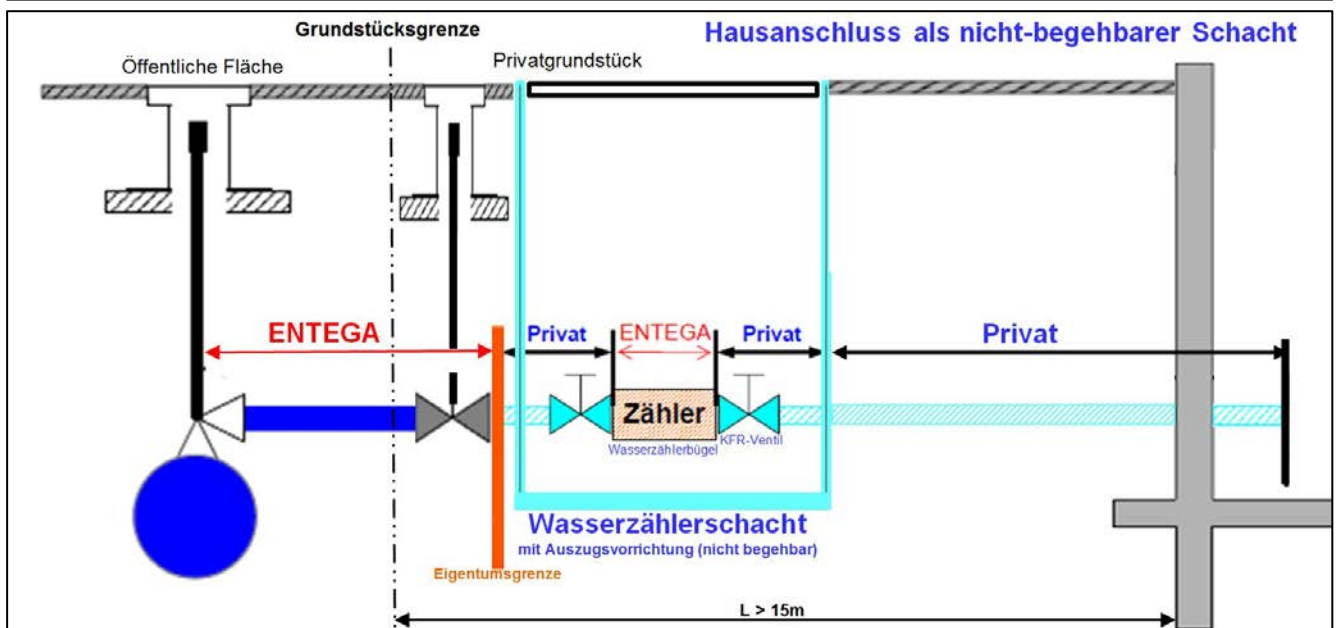 Grundstücksgrenze
Hausanschluss als nicht-begehbarer Schacht
Öffentliche Fläche
Privatgrundstück
ENTEGA
Privat
ENTEGA
Privat
Privat
Zähler
Wasserzählerbügel
KFR-Ventil
Wasserzählerschacht
mit Auszugsvorrichtung (nicht begehbar)
Eigentumsgrenze
L > 15m